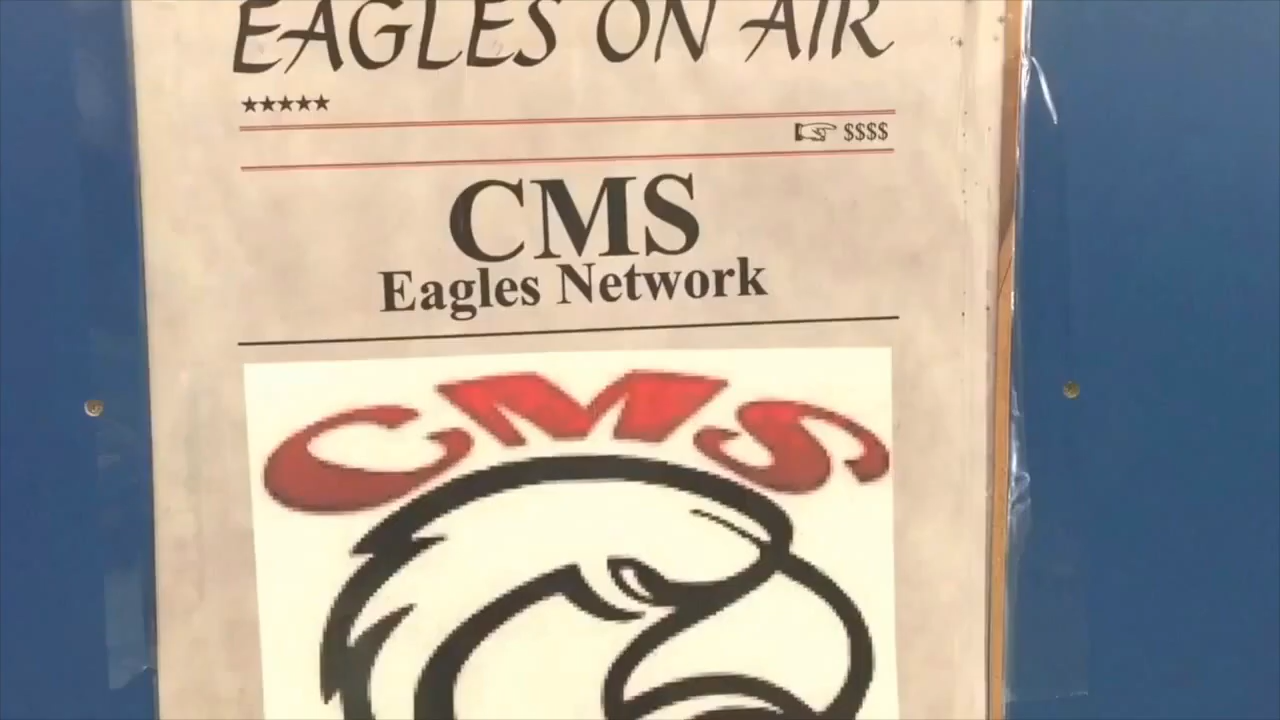 EAGLES ON AIR
★★★★★
☞ $$$$
CMS
Eagles Network
CMS